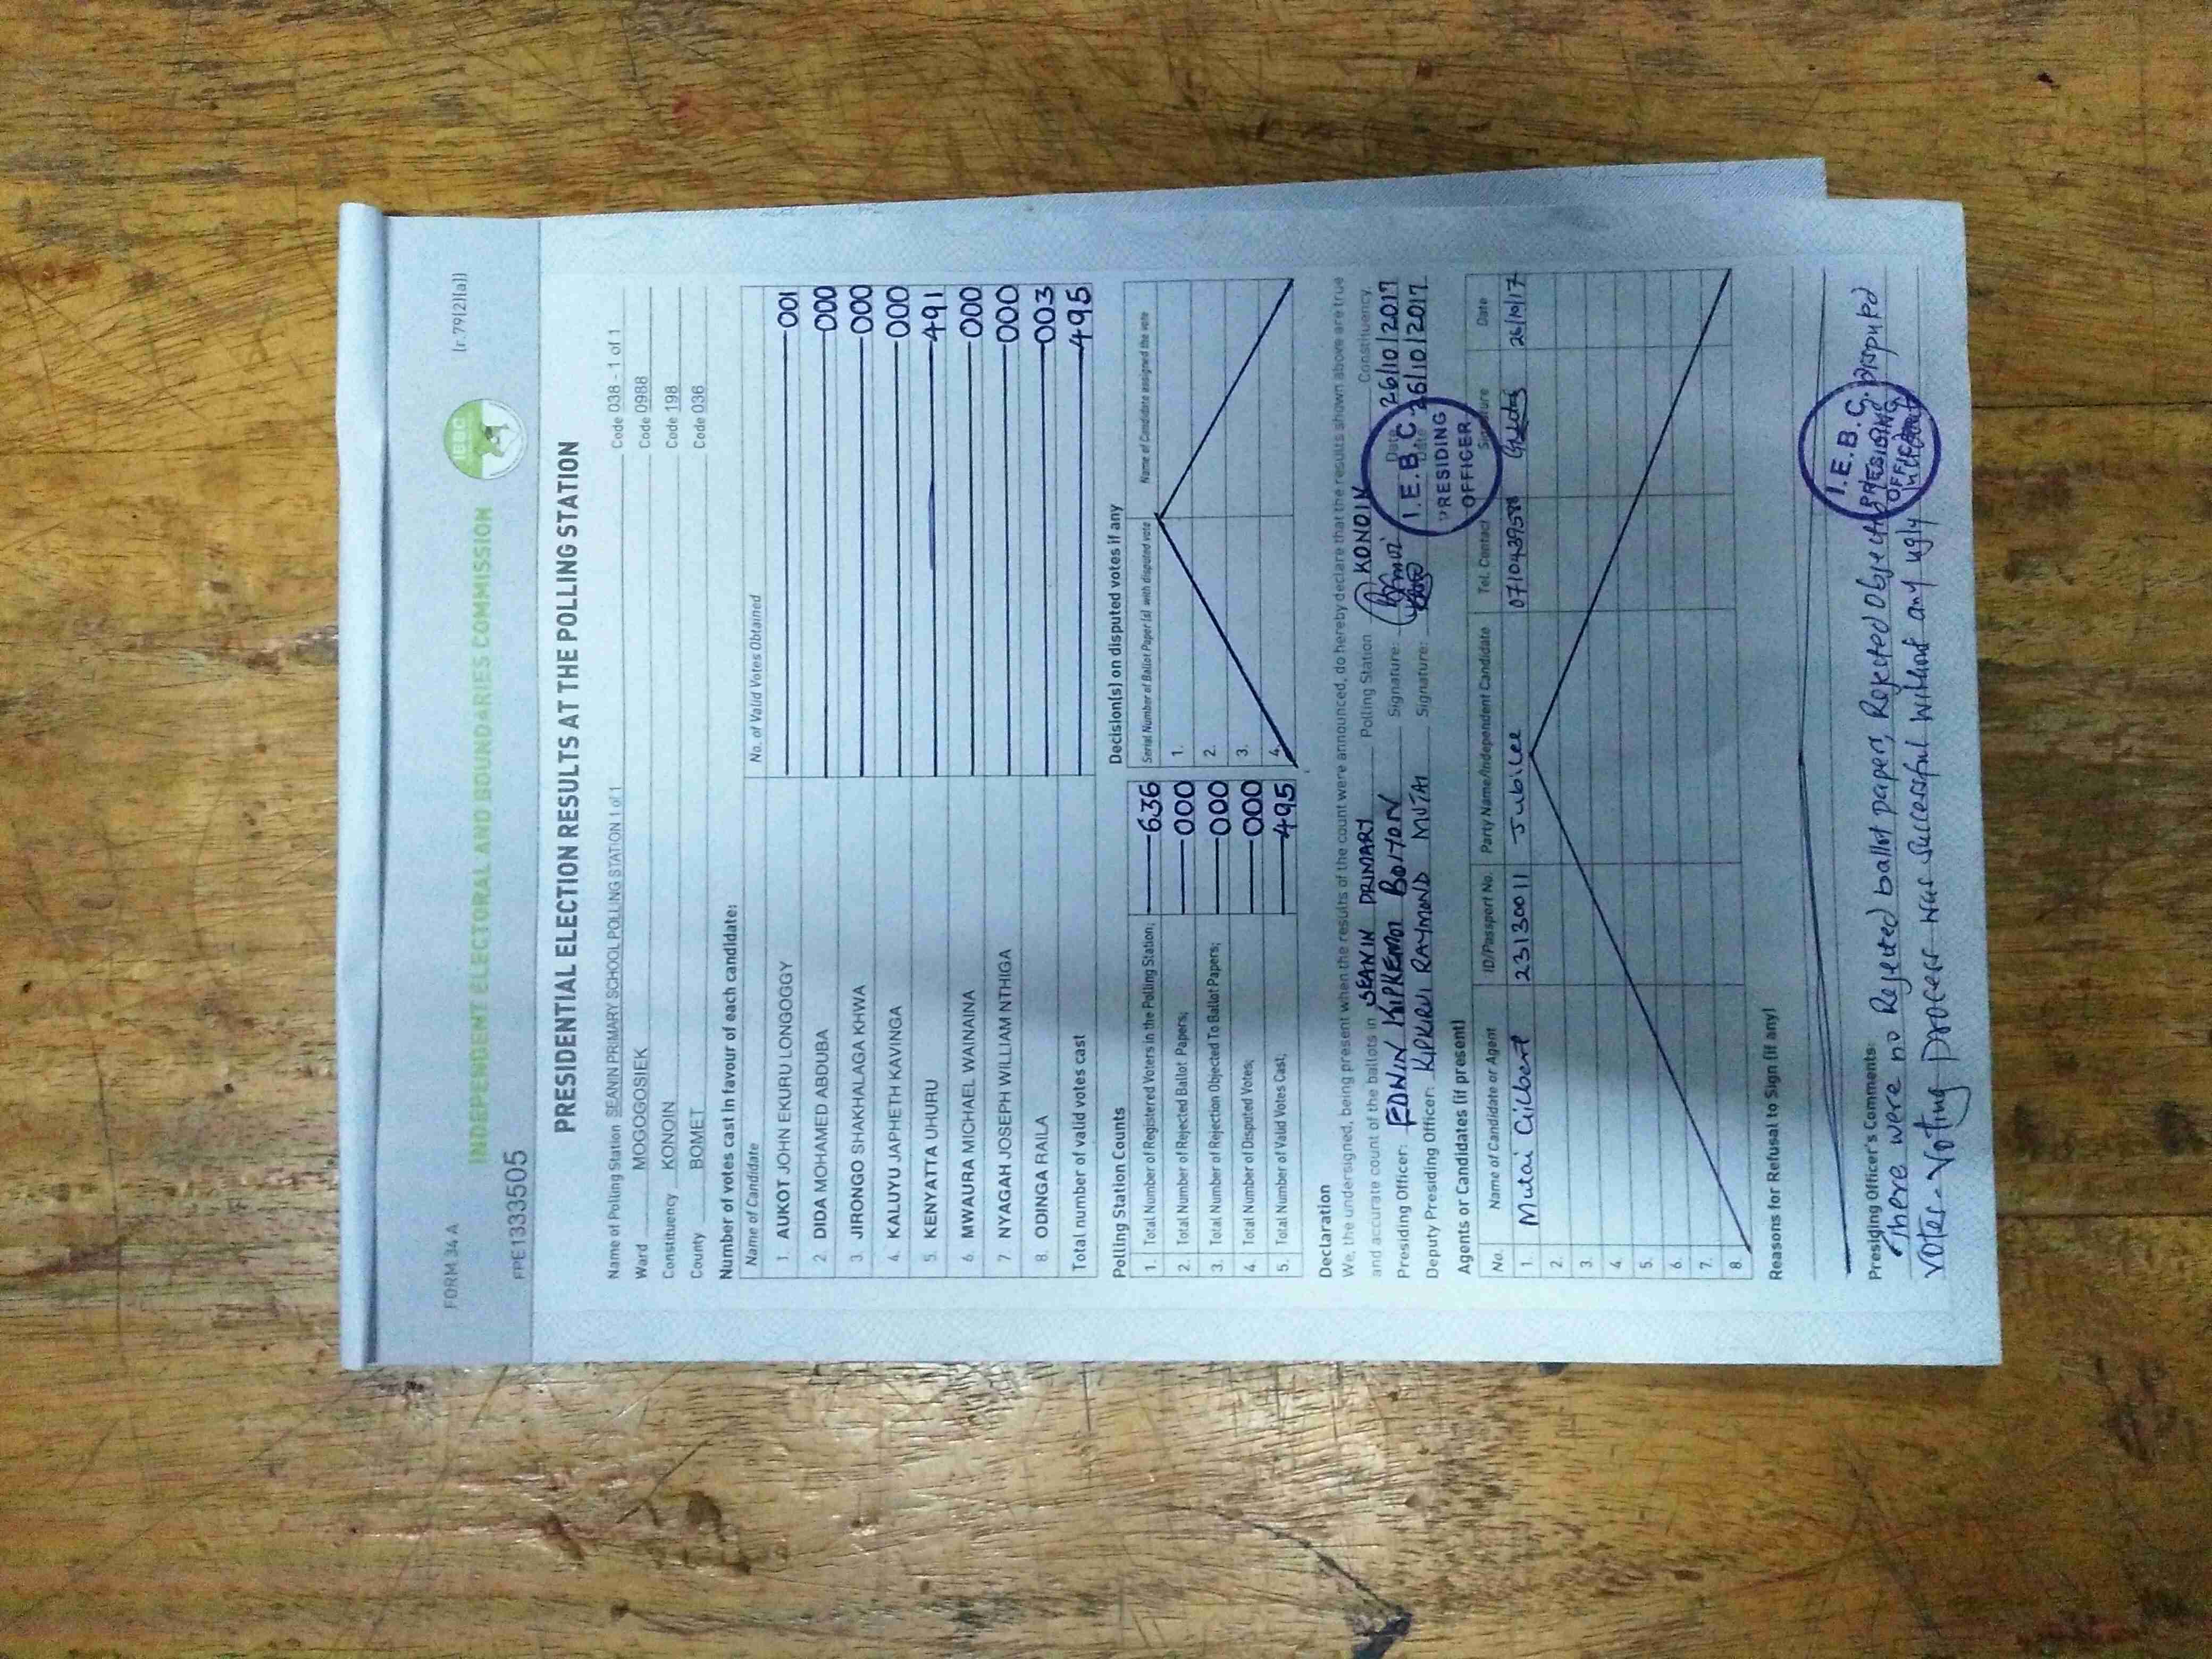 FORM 34 A
[r.79(2)(a)]
FPE1333505
INDEPENDENT ELECTORAL AND BOUNDARIES COMMISSION
IEBC
PRESIDENTIAL ELECTION RESULTS AT THE POLLING STATION
Name of Polling Station SEANIN PRIMARY SCHOOL POLLING STATION 1 of 1 Code 038 - 1 of 1
Ward MOGOGOSIEK Code 0988
Constituency KONOIN Code 198
County BOMET Code 036
Number of votes cast in favour of each candidate:
Name of Candidate No. of Valid Votes Obtained
1. AUKOT JOHN EKURU LONGOGGY 001
2. DIDA MOHAMED ABDUBA 000
3. JIRONGO SHAKHALAGA KHWA 000
4. KALUYU JAPHETH KAVINGA 000
5. KENYATTA UHURU 491
6. MWAURA MICHAEL WAINAINA 000
7. NYAGAH JOSEPH WILLIAM NTHIGA 000
8. ODINGA RAILA 003
Total number of valid votes cast 495
Polling Station Counts
1. Total Number of Registered Voters in the Polling Station; 636
2. Total Number of Rejected Ballot Papers; 000
3. Total Number of Rejection Objected To Ballot Papers; 000
4. Total Number of Disputed Votes; 000
5. Total Number of Valid Votes Cast; 495
Decision(s) on disputed votes if any
Serial Number of Ballot Paper (s) with disputed vote Name of Candidate assigned the vote
1.
2.
3.
4.
Declaration
We, the undersigned, being present when the results of the count were announced, do hereby declare that the results shown above are true
and accurate count of the ballots in SEANIN PRIMARY Polling Station KONOIN Constituency.
Presiding Officer: EDWIN KIPKEMOI BOITON Signature: Date 26/10/2017
Deputy Presiding Officer: KIPKIRUI RAYMOND MUTAI Signature: Date 26/10/2017
I.E.B.C.
PRESIDING
OFFICER
Agents or Candidates (if present)
No. Name of Candidate or Agent ID/Passport No. Party Name/Independent Candidate Tel. Contact Signature Date
1. Mutai Gilbert 23130011 Jubilee 0710439588 26/10/17
2.
3.
4.
5.
6.
7.
8.
Reasons for Refusal to Sign (if any)
Presiding Officer's Comments:
There were no Rejected ballot papers, Rejected Objected Disputed
votes. Voting process was successful without any ugly
I.E.B.C.
PRESIDING
OFFICER